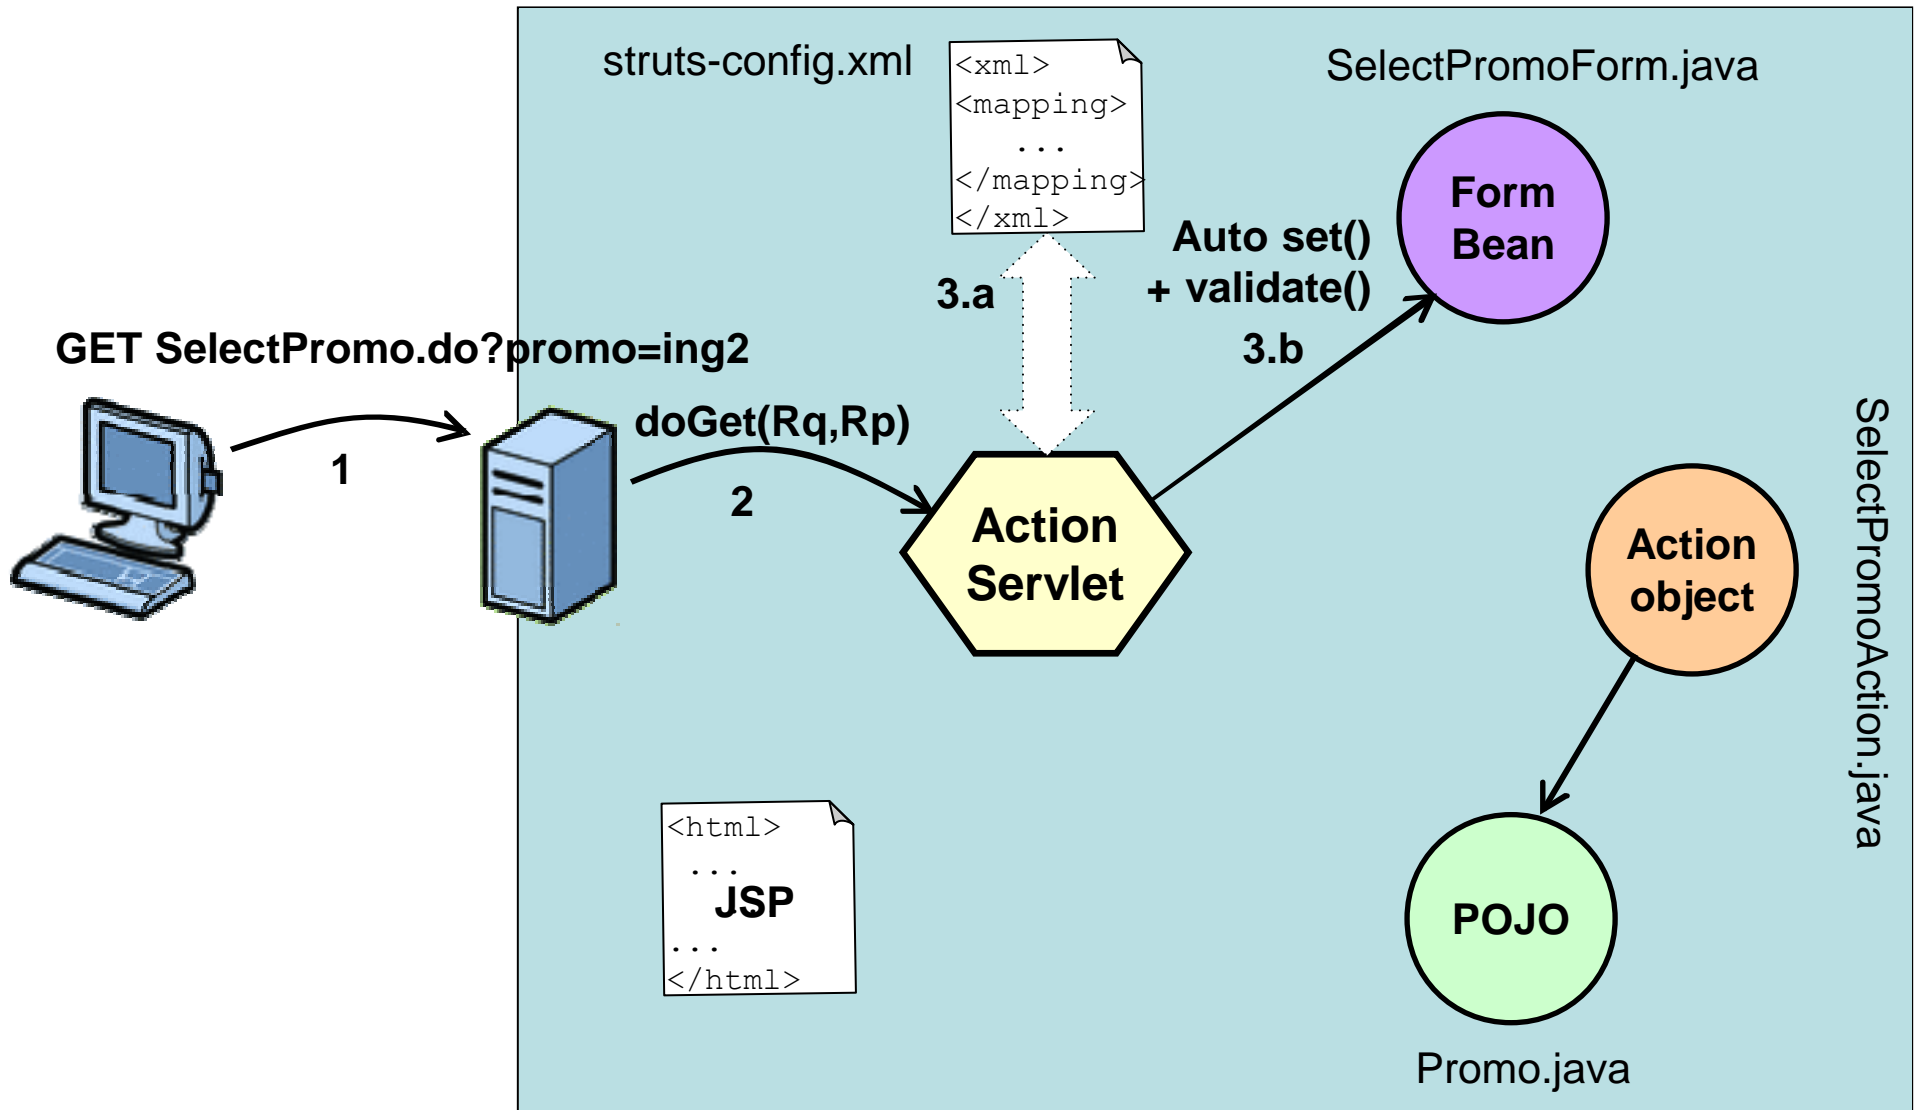 struts-config.xml
<xml>
<mapping>
...
</mapping>
</xml>
SelectPromoForm.java
Form
Bean
Auto set()
+ validate()
3.a
3.b
GET SelectPromo.do?promo=ing2
1
doGet(Rq,Rp)
2
Action
Servlet
Action
object
SelectPromoAction.java
<html>
...
JSP
...
</html>
POJO
Promo.java